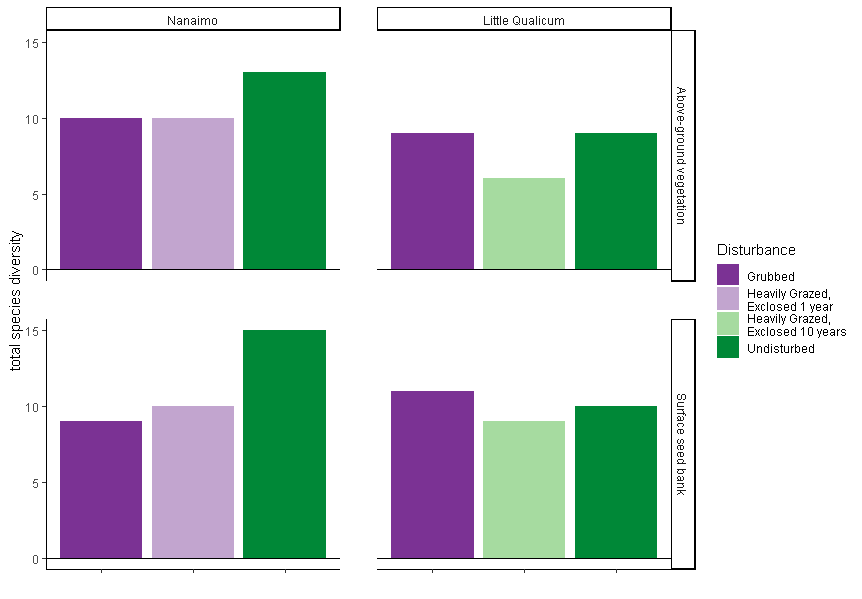 Nanaimo
Little Qualicum
15
10
5
0
Above-ground vegetation
total species diversity
15
10
5
0
Surface seed bank
Disturbance
Grubbed
Heavily Grazed,
Exclosed 1 year
Heavily Grazed,
Exclosed 10 years
Undisturbed